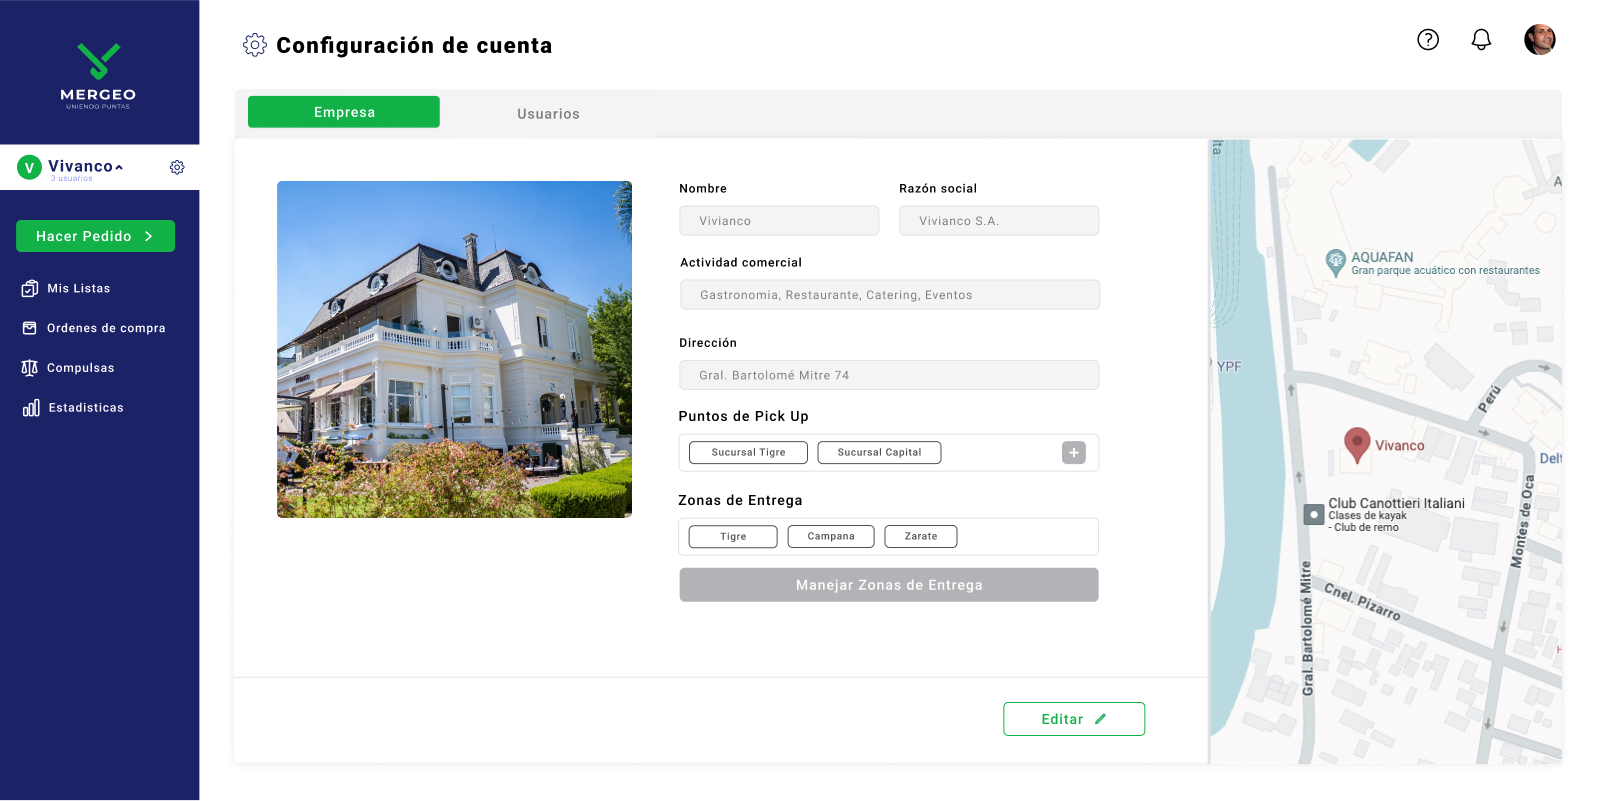 MERGEO
UNIENDO PUNTAS
V
Vivanco
3 usuarios
Hacer Pedido
Mis Listas
Ordenes de compra
Compulsas
Estadisticas
Configuración de cuenta
Empresa
Usuarios
Nombre
Razón social
Vivianco
Vivianco S.A.
Actividad comercial
Gastronomia, Restaurante, Catering, Eventos
Dirección
Gral. Bartolomé Mitre 74
Puntos de Pick Up
Sucursal Tigre
Sucursal Capital
+
Zonas de Entrega
Tigre
Campana
Zarate
Manejar Zonas de Entrega
Editar
lta
A
AQUAFAN
Gran parque acuático con restaurantes
YPF
Perú
Vivanco
Delt
Club Canottieri Italiani
Clases de kayak
- Club de remo
Montes de Oca
Cnel. Pizarro
Gral. Bartolomé Mitre
H